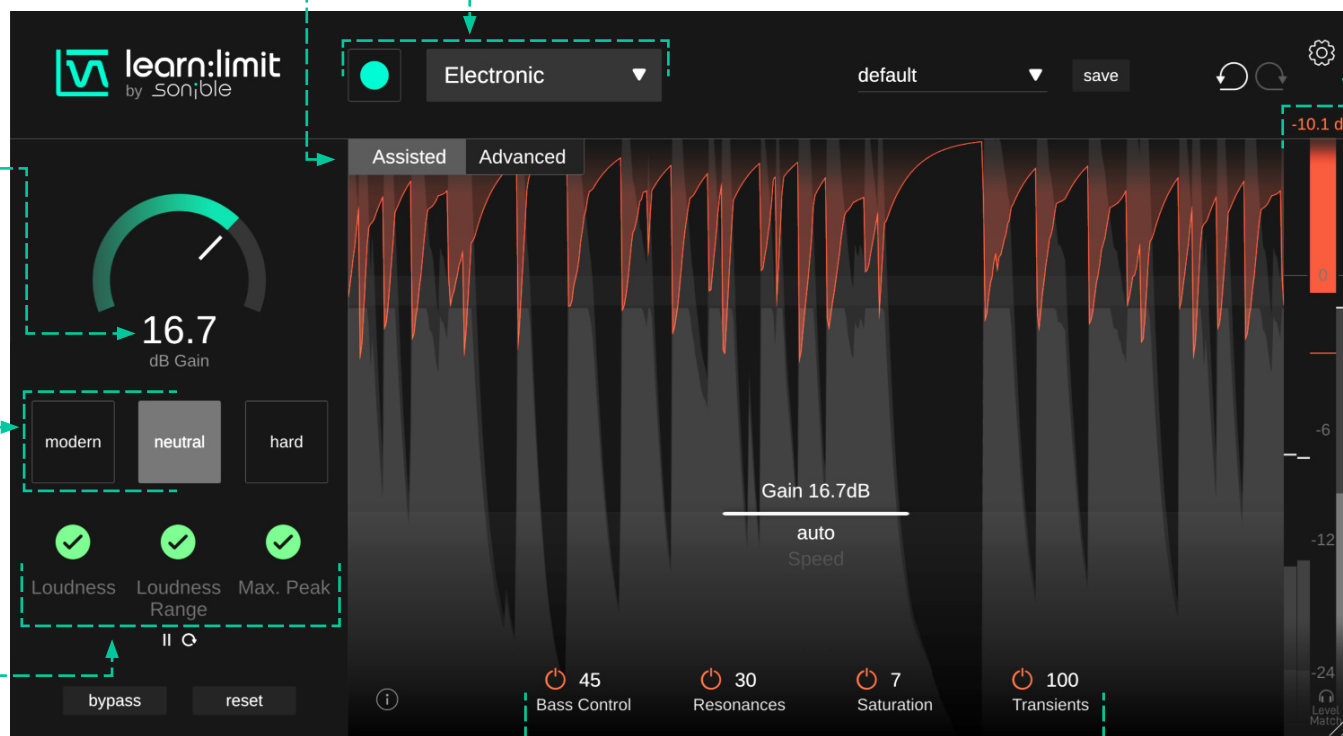 learn:limit
by sonible
Electronic
default
save
-10.1 d
Assisted
Advanced
16.7
dB Gain
0
modern
neutral
hard
-6
Gain 16.7dB
auto
Speed
-12
Loudness
Loudness
Range
Max. Peak
bypass
reset
45
Bass Control
30
Resonances
7
Saturation
100
Transients
-24
Level
Match